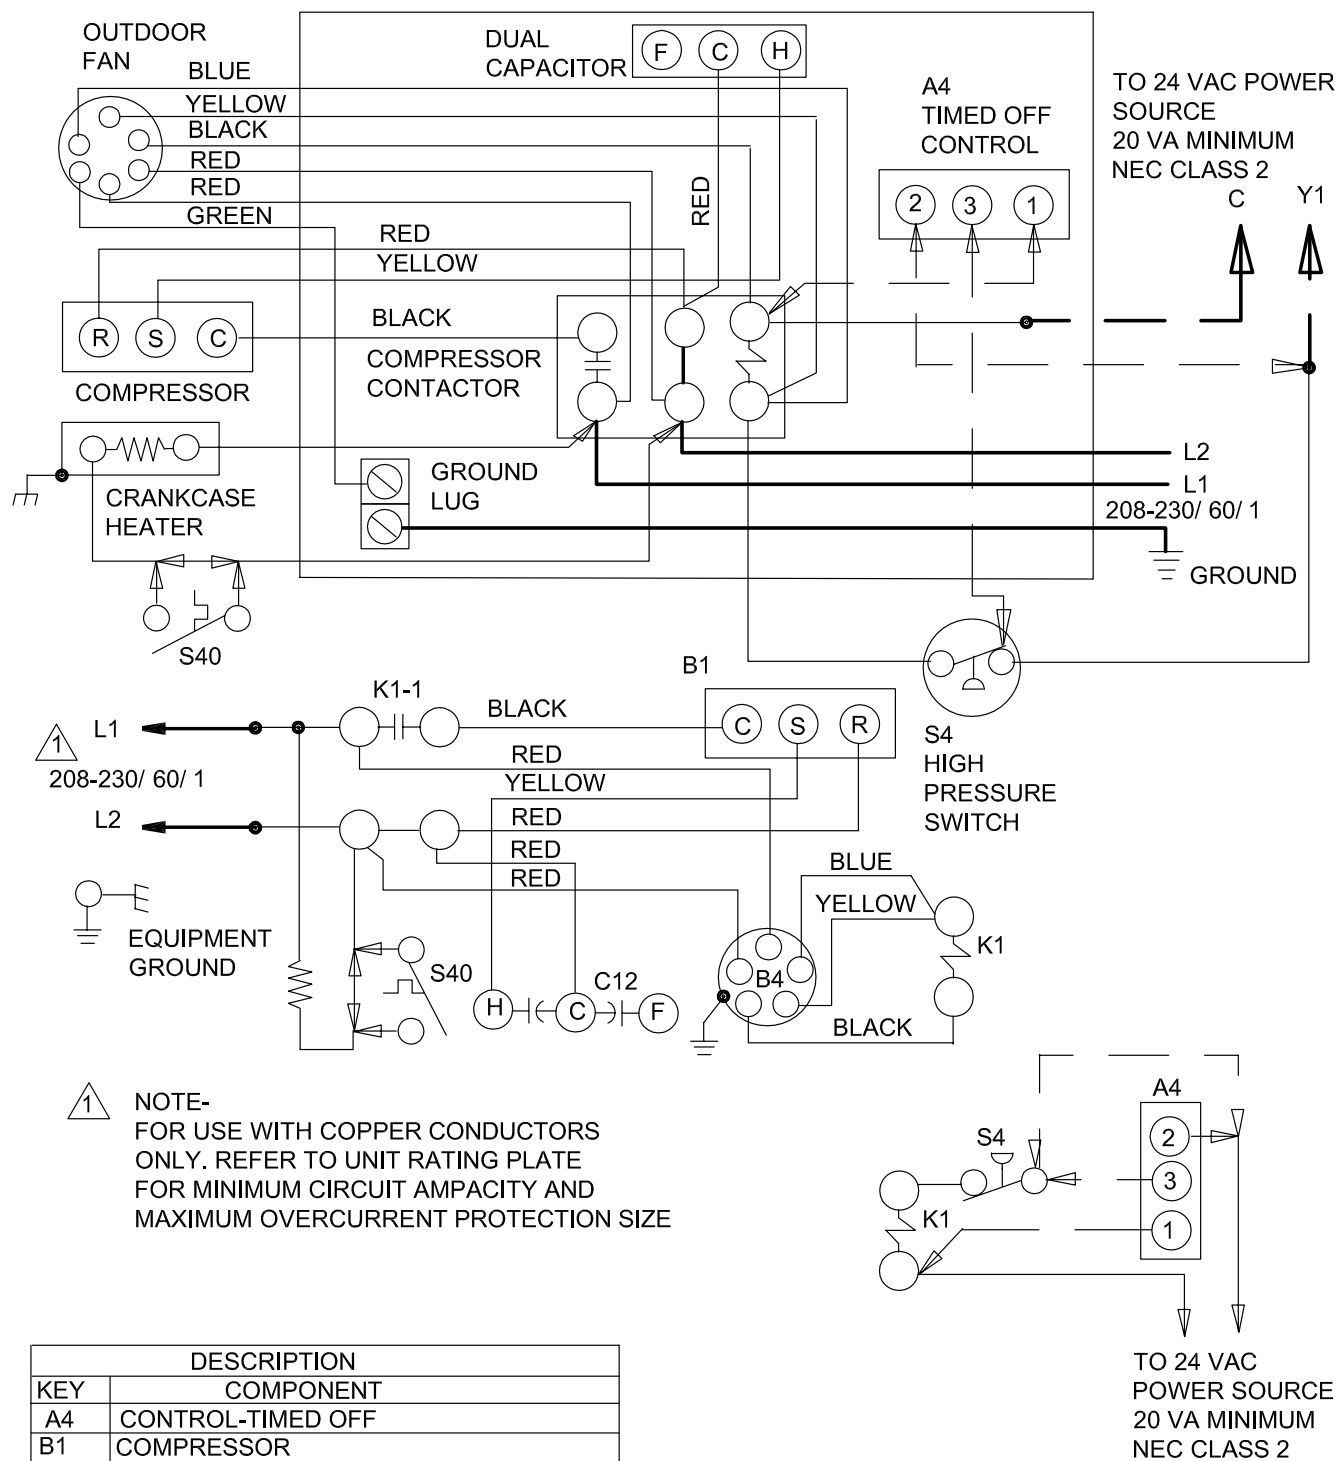 OUTDOOR
FAN
BLUE
YELLOW
BLACK
RED
RED
GREEN
DUAL
CAPACITOR
F C H
A4
TIMED OFF
CONTROL
2 3 1
TO 24 VAC POWER
SOURCE
20 VA MINIMUM
NEC CLASS 2
C Y1
RED
RED
YELLOW
R S C
COMPRESSOR
BLACK
COMPRESSOR
CONTACTOR
CRANKCASE
HEATER
GROUND
LUG
L2
L1
208-230/ 60/ 1
GROUND
S40
S4
HIGH
PRESSURE
SWITCH
B1
C S R
K1-1
BLACK
RED
YELLOW
RED
RED
RED
1
L1
208-230/ 60/ 1
L2
EQUIPMENT
GROUND
S40
H C F
C12
BLUE
YELLOW
B4
K1
BLACK
1
NOTE-
FOR USE WITH COPPER CONDUCTORS
ONLY. REFER TO UNIT RATING PLATE
FOR MINIMUM CIRCUIT AMPACITY AND
MAXIMUM OVERCURRENT PROTECTION SIZE
A4
2
3
1
S4
K1
TO 24 VAC
POWER SOURCE
20 VA MINIMUM
NEC CLASS 2
DESCRIPTION
KEY COMPONENT
A4 CONTROL-TIMED OFF
B1 COMPRESSOR